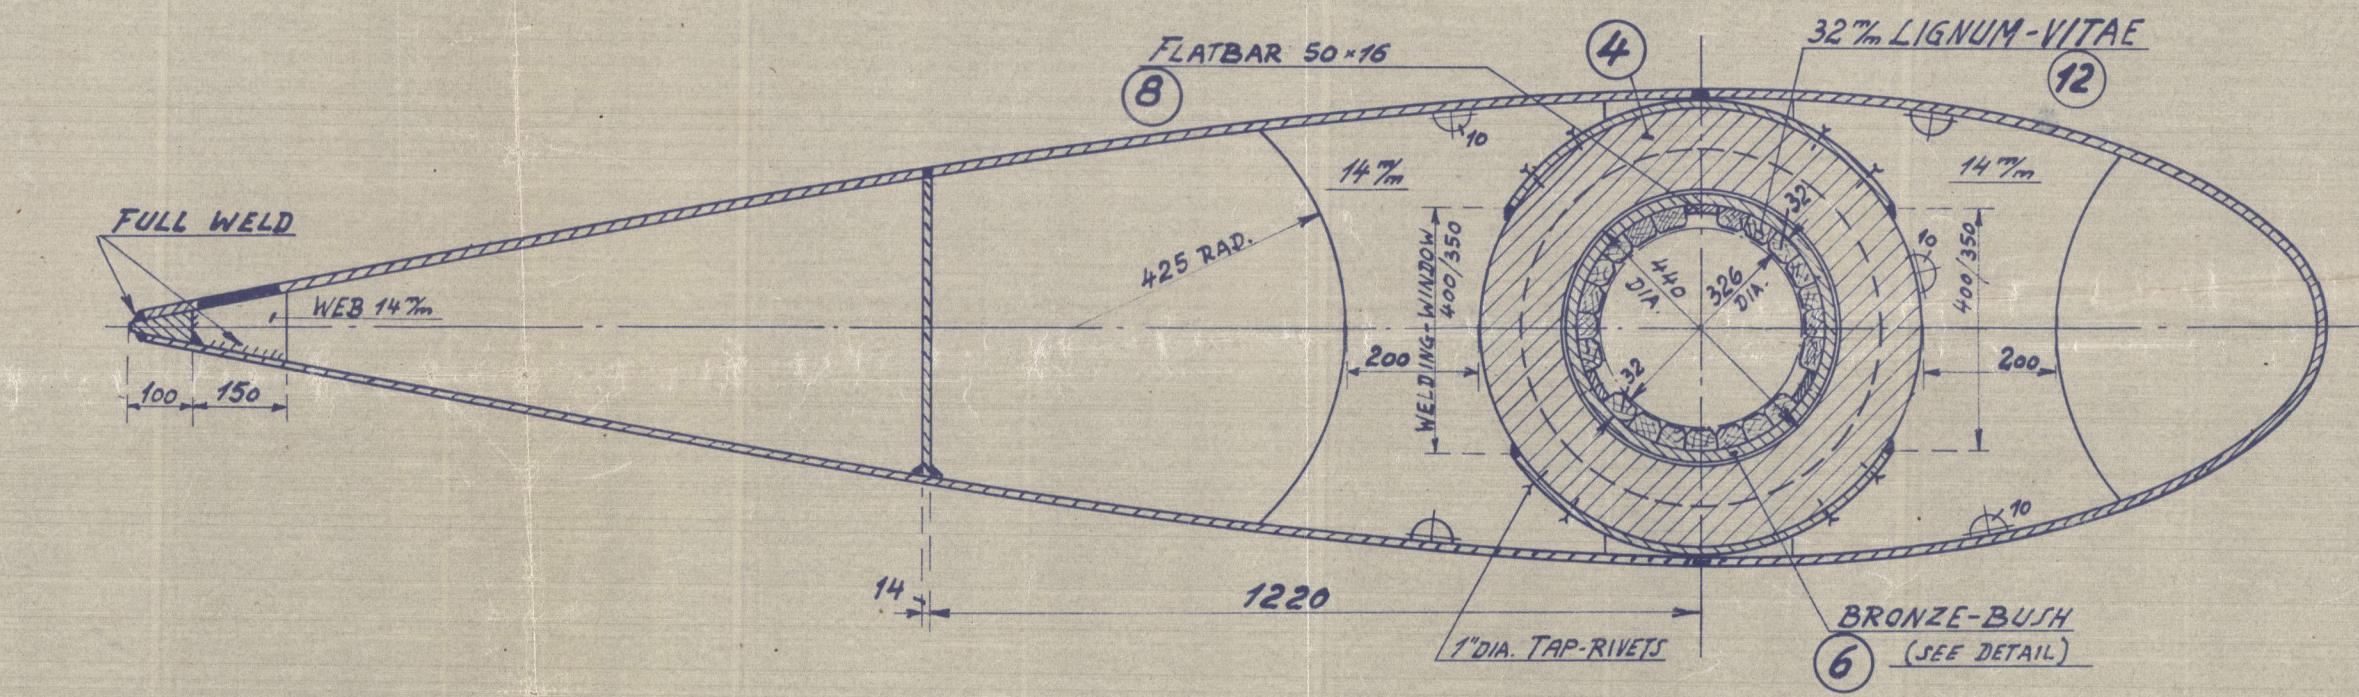 FLATBAR 50×16
8
4
32 m/m LIGNUM-VITAE
12
10
14 m/m
14 m/m
FULL WELD
WEB 14 m/m
100
150
425 RAD.
200
WELDING-WINDOW
400/350
32
440
DIA.
326
DIA.
32
10
400/350
200
10
14
1220
1" DIA. TAP-RIVETS
BRONZE-BUSH
6
(SEE DETAIL)